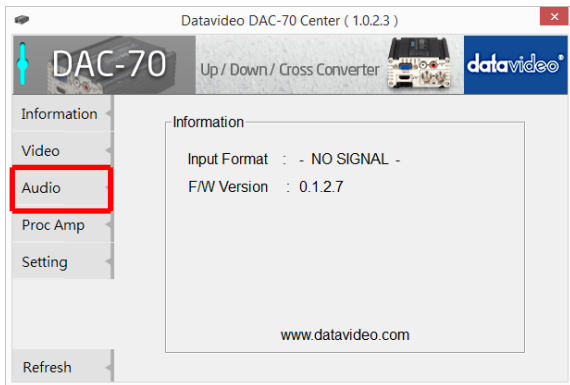 Datavideo DAC-70 Center ( 1.0.2.3 )
DAC-70 Up / Down / Cross Converter datavideo®
Information
Video
Audio
Proc Amp
Setting
Refresh
Information
Input Format : - NO SIGNAL -
F/W Version : 0.1.2.7
www.datavideo.com